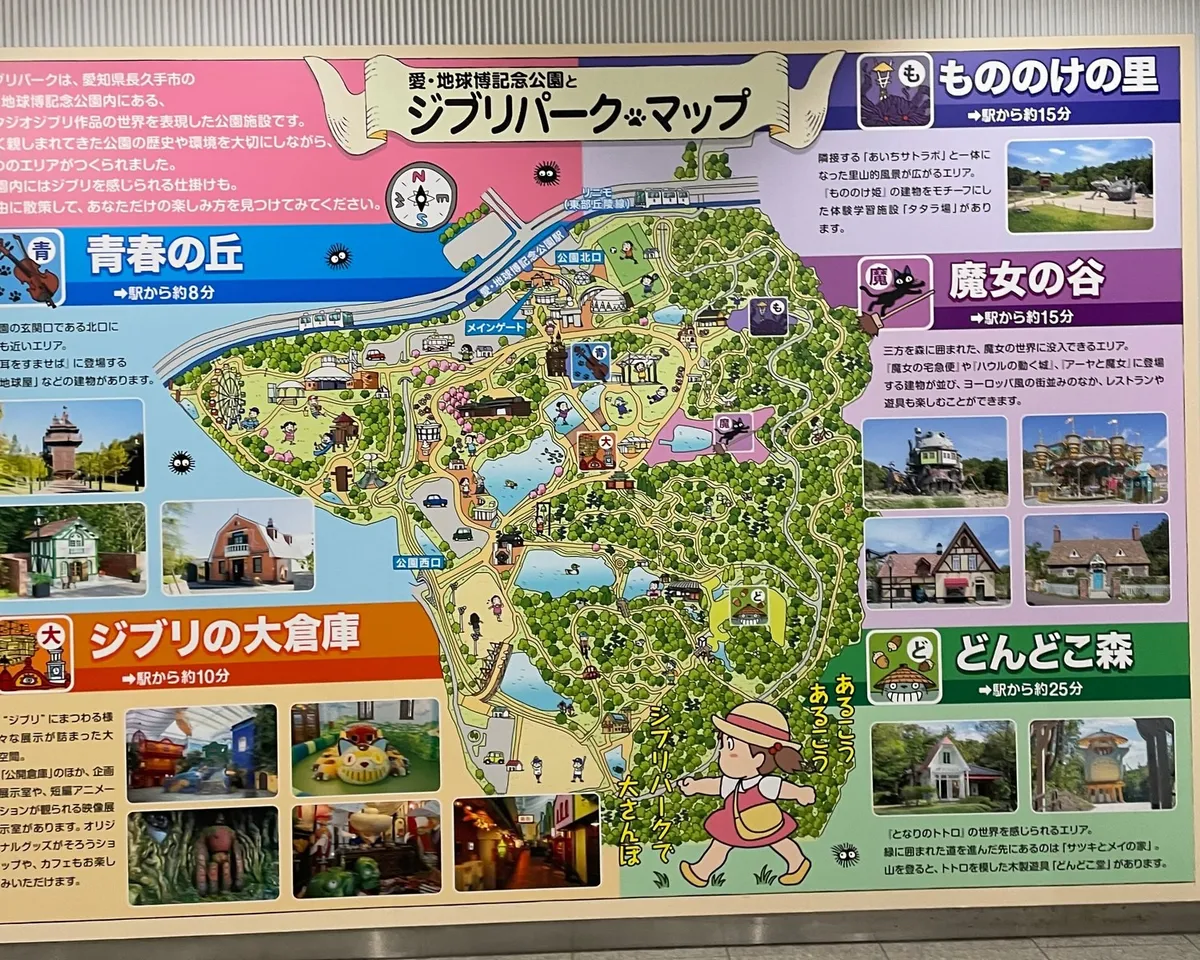 愛・地球博記念公園と
ジブリパークマップ
ブリパークは、愛知県長久手市の
地球博記念公園内にある、
タジオジブリ作品の世界を表現した公園施設です。
く親しまれてきた公園の歴史や環境を大切にしながら、
つのエリアがつくられました。
園内にはジブリを感じられる仕掛けも。
由に散策して、あなただけの楽しみ方を見つけてみてください。
N
E
S
W
青
青春の丘
➡駅から約8分
園の玄関口である北口に
も近いエリア。
耳をすませば』に登場する
地球屋」などの建物があります。
大
ジブリの大倉庫
➡駅から約10分
"ジブリ"にまつわる様
々な展示が詰まった大
空間。
「公開倉庫」のほか、企画
展示室や、短編アニメー
ションが観られる映像展
示室があります。オリジ
ナルグッズがそろうショ
ップや、カフェもお楽し
みいただけます。
リニモ
(東部丘陵線)
愛・地球博記念公園駅
公園北口
メインゲート
も
青
魔
大
公園西口
ど
あるこう
あるこう
ジブリパークで
大さんぽ
も
もののけの里
➡駅から約15分
隣接する「あいちサトラボ」と一体に
なった里山的風景が広がるエリア。
『もののけ姫』の建物をモチーフにし
た体験学習施設「タタラ場」があり
ます。
魔
魔女の谷
➡駅から約15分
三方を森に囲まれた、魔女の世界に没入できるエリア。
『魔女の宅急便』や『ハウルの動く城』、『アーヤと魔女』に登場
する建物が並び、ヨーロッパ風の街並みのなか、レストランや
遊具も楽しむことができます。
ど
どんどこ森
➡駅から約25分
『となりのトトロ』の世界を感じられるエリア。
緑に囲まれた道を進んだ先にあるのは「サツキとメイの家」。
山を登ると、トトロを模した木製遊具「どんどこ堂」があります。